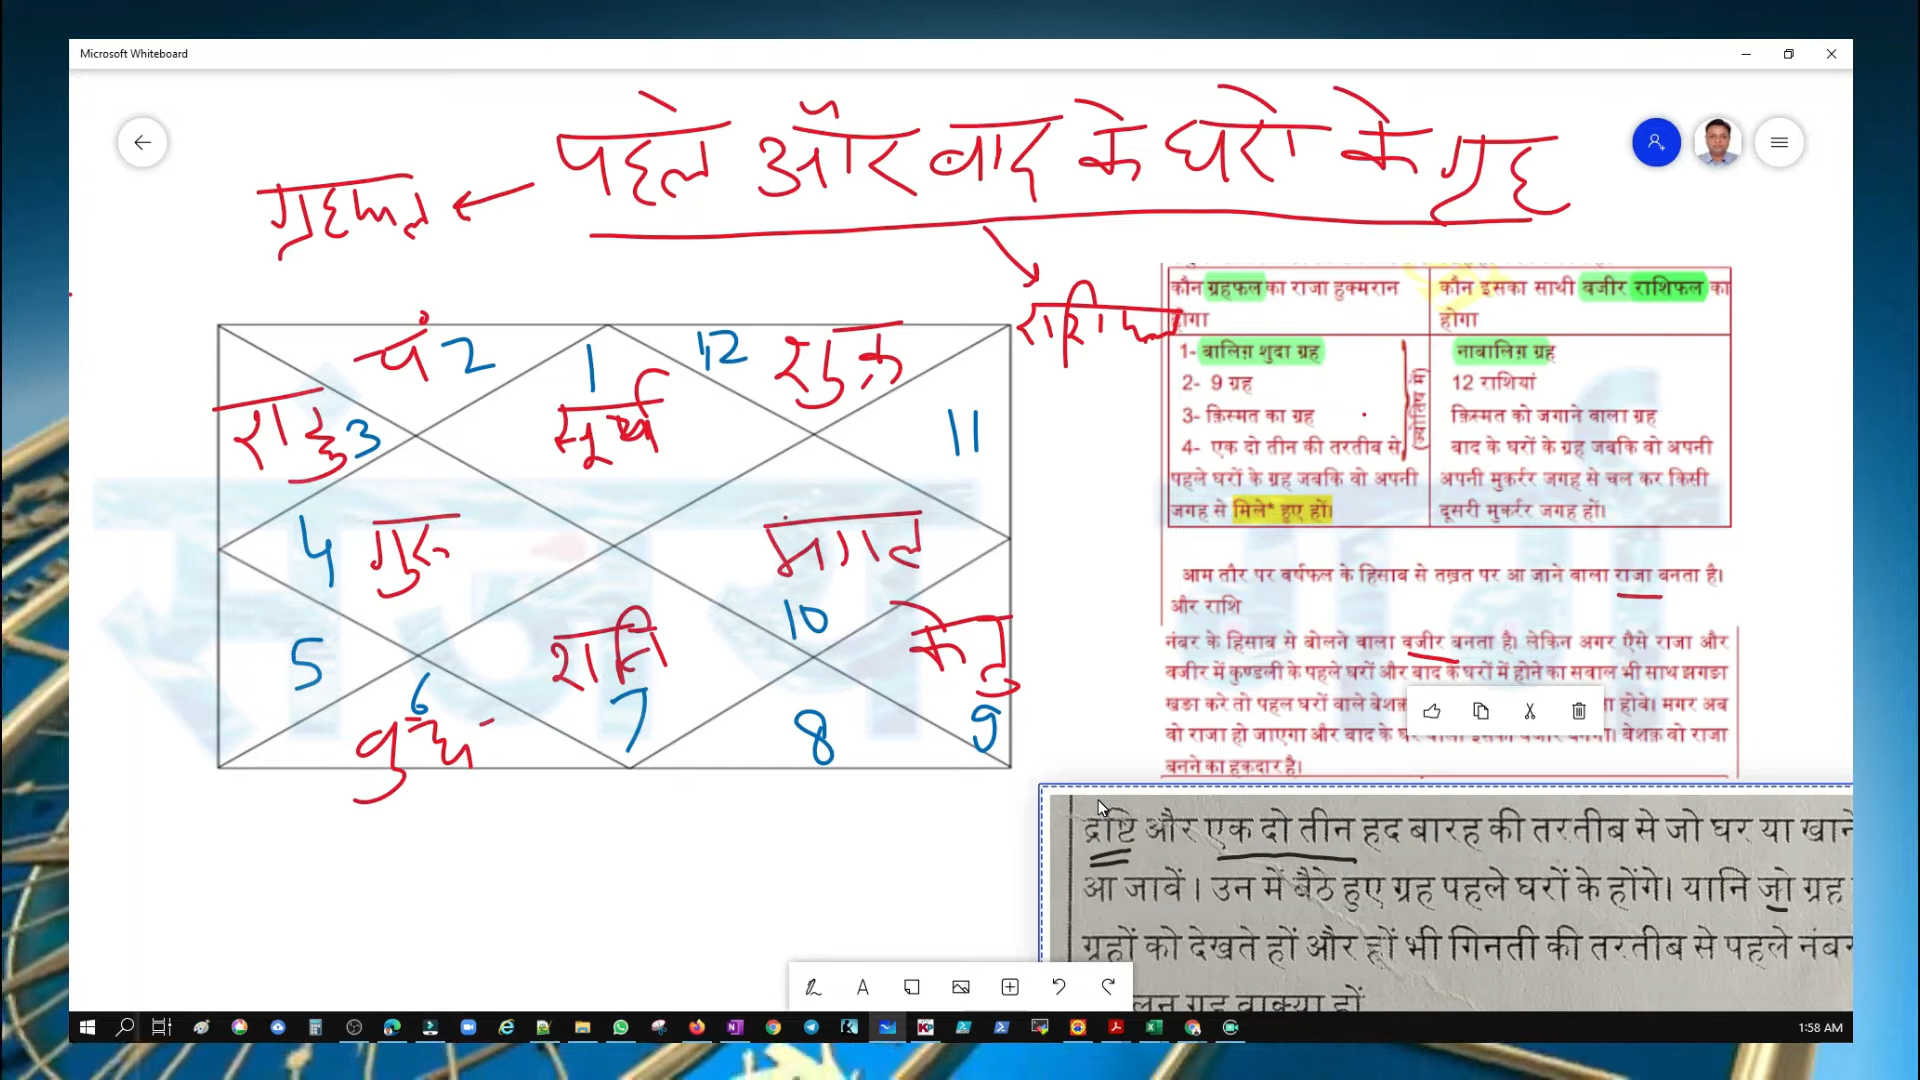 Microsoft Whiteboard
पहले और बाद के घरो के ग्रह
ग्रहफल
राशिफल
चं 2
1
12 शुक्र
राहु 3
सूर्य
11
4 गुरु
मंगल
10
5
शनि
केतु
6
बुध
7
8
9
कौन ग्रहफल का राजा हुक्मरान होगा
कौन इसका साथी वजीर राशिफल का होगा
1- बालिग़ शुदा ग्रह
नाबालिग़ ग्रह
2- 9 ग्रह
12 राशियां
3- क़िस्मत का ग्रह
क़िस्मत को जगाने वाला ग्रह
(ज्योतिष में)
4- एक दो तीन की तरतीब से
पहले घरों के ग्रह जबकि वो अपनी
जगह से मिले* हुए हों।
बाद के घरों के ग्रह जबकि वो अपनी
अपनी मुकर्रर जगह से चल कर किसी
दूसरी मुकर्रर जगह हों।
आम तौर पर वर्षफल के हिसाब से तख़त पर आ जाने वाला राजा बनता है।
और राशि
नंबर के हिसाब से बोलने वाला वज़ीर बनता है। लेकिन अगर ऐसे राजा और
वजीर में कुण्डली के पहले घरों और बाद के घरों में होने का सवाल भी साथ झगङा
खङा करे तो पहल घरों वाले बेशक होवे। मगर अब
वो राजा हो जाएगा और बाद के बेशक़ वो राजा
बनने का हकदार है।
द्रष्टि और एक दो तीन हद बारह की तरतीब से जो घर या खाने
आ जावें। उन में बैठे हुए ग्रह पहले घरों के होंगे। यानि जो ग्रह
ग्रहों को देखते हों और हों भी गिनती की तरतीब से पहले नंबर
1:58 AM